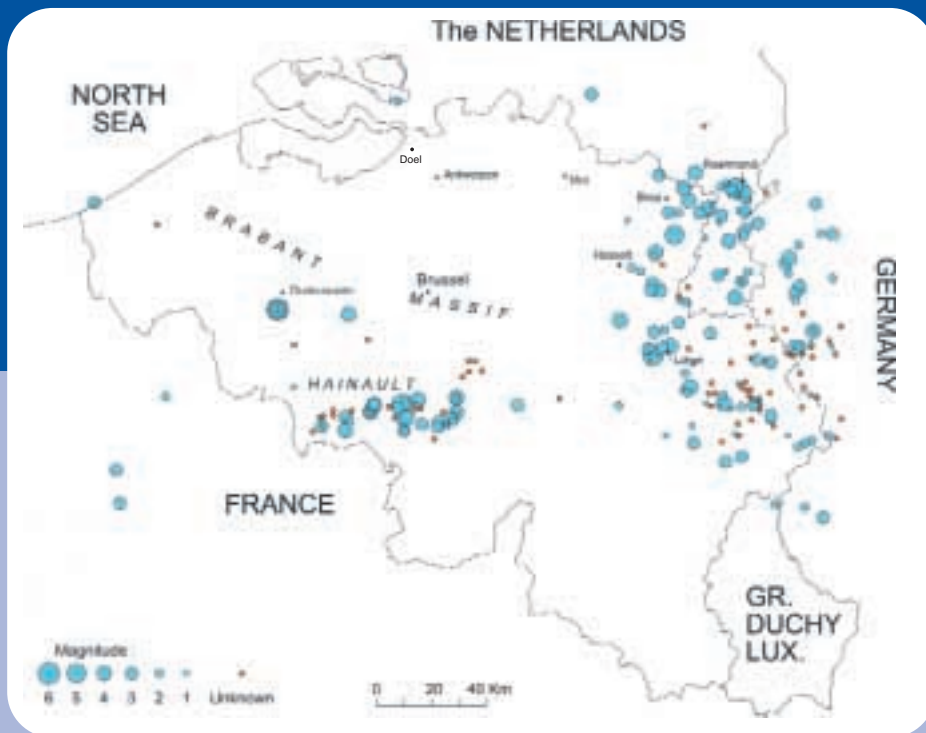 The NETHERLANDS
NORTH
SEA
Doel
Antwerpen
Mol
Roermond
BRABANT
Hasselt
Brussel
MASSIF
GERMANY
HAINAULT
Liège
FRANCE
GR.
DUCHY
LUX.
Magnitude
6 5 4 3 2 1 Unknown
0 20 40 Km